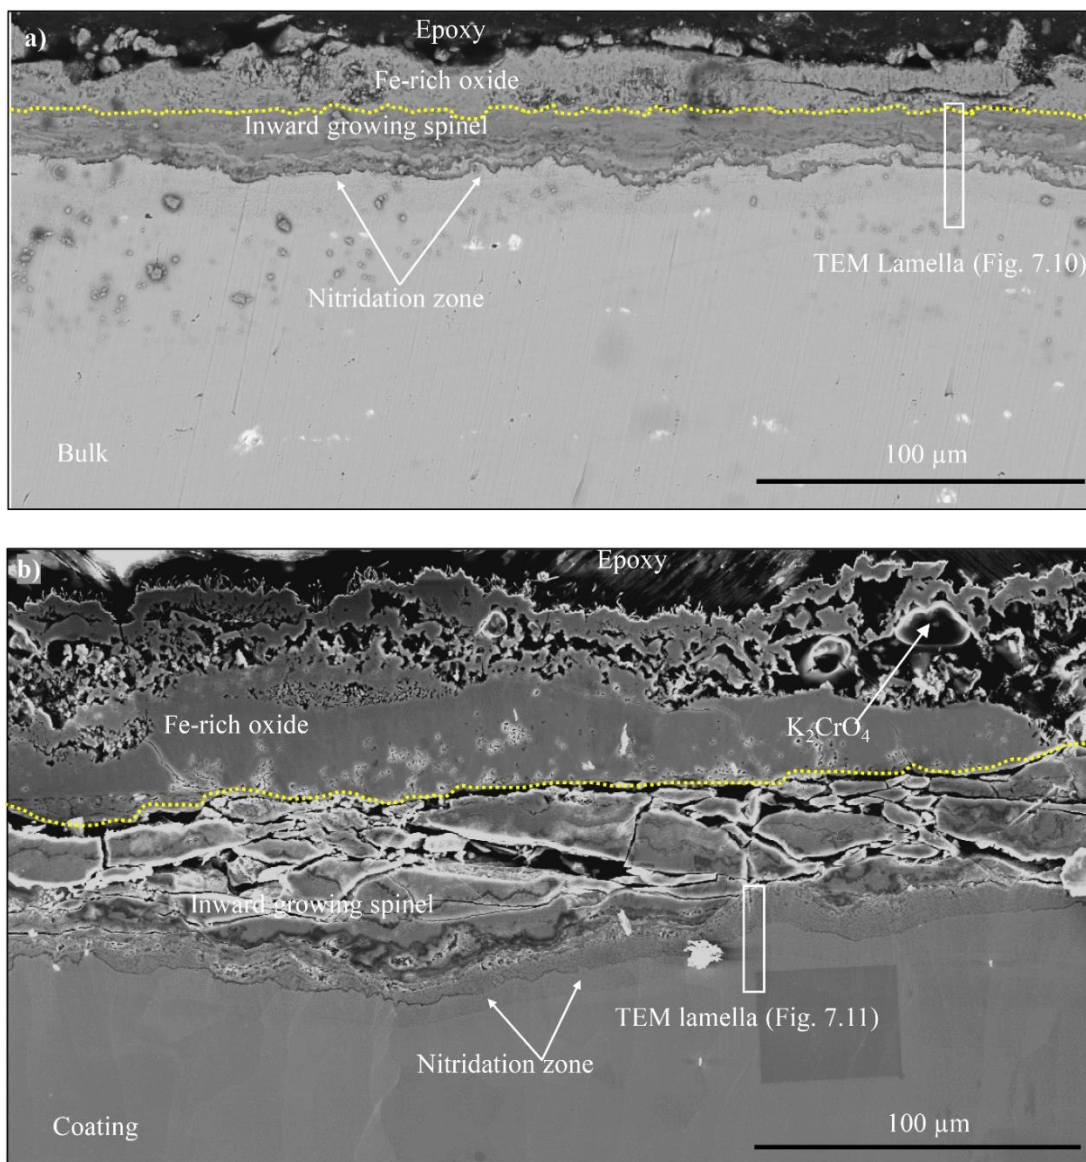 a)
Epoxy
Fe-rich oxide
Inward growing spinel
TEM Lamella (Fig. 7.10)
Nitridation zone
Bulk
100 µm
b)
Epoxy
Fe-rich oxide
K₂CrO₄
Inward growing spinel
TEM lamella (Fig. 7.11)
Nitridation zone
Coating
100 µm